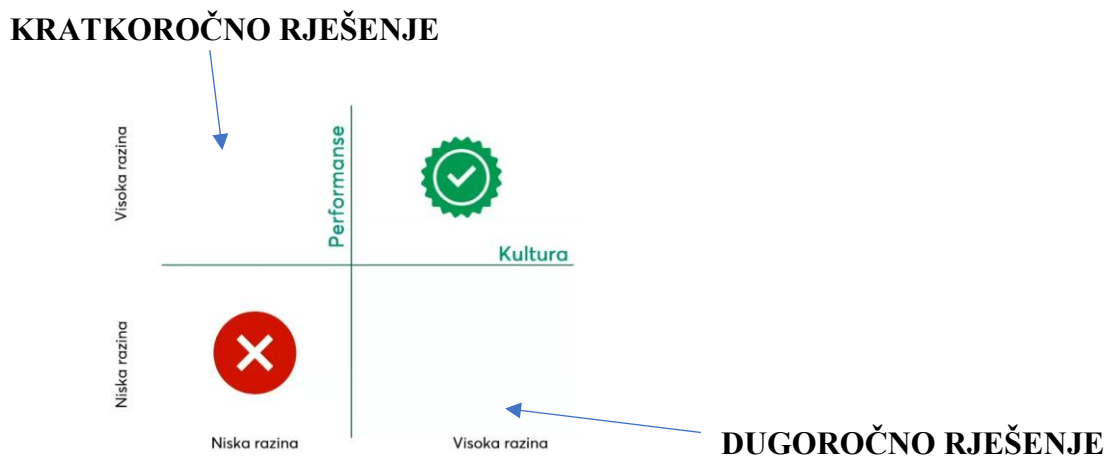 KRATKOROČNO RJEŠENJE
Visoka razina
Performanse
Kultura
Niska razina
Niska razina
Visoka razina
DUGOROČNO RJEŠENJE